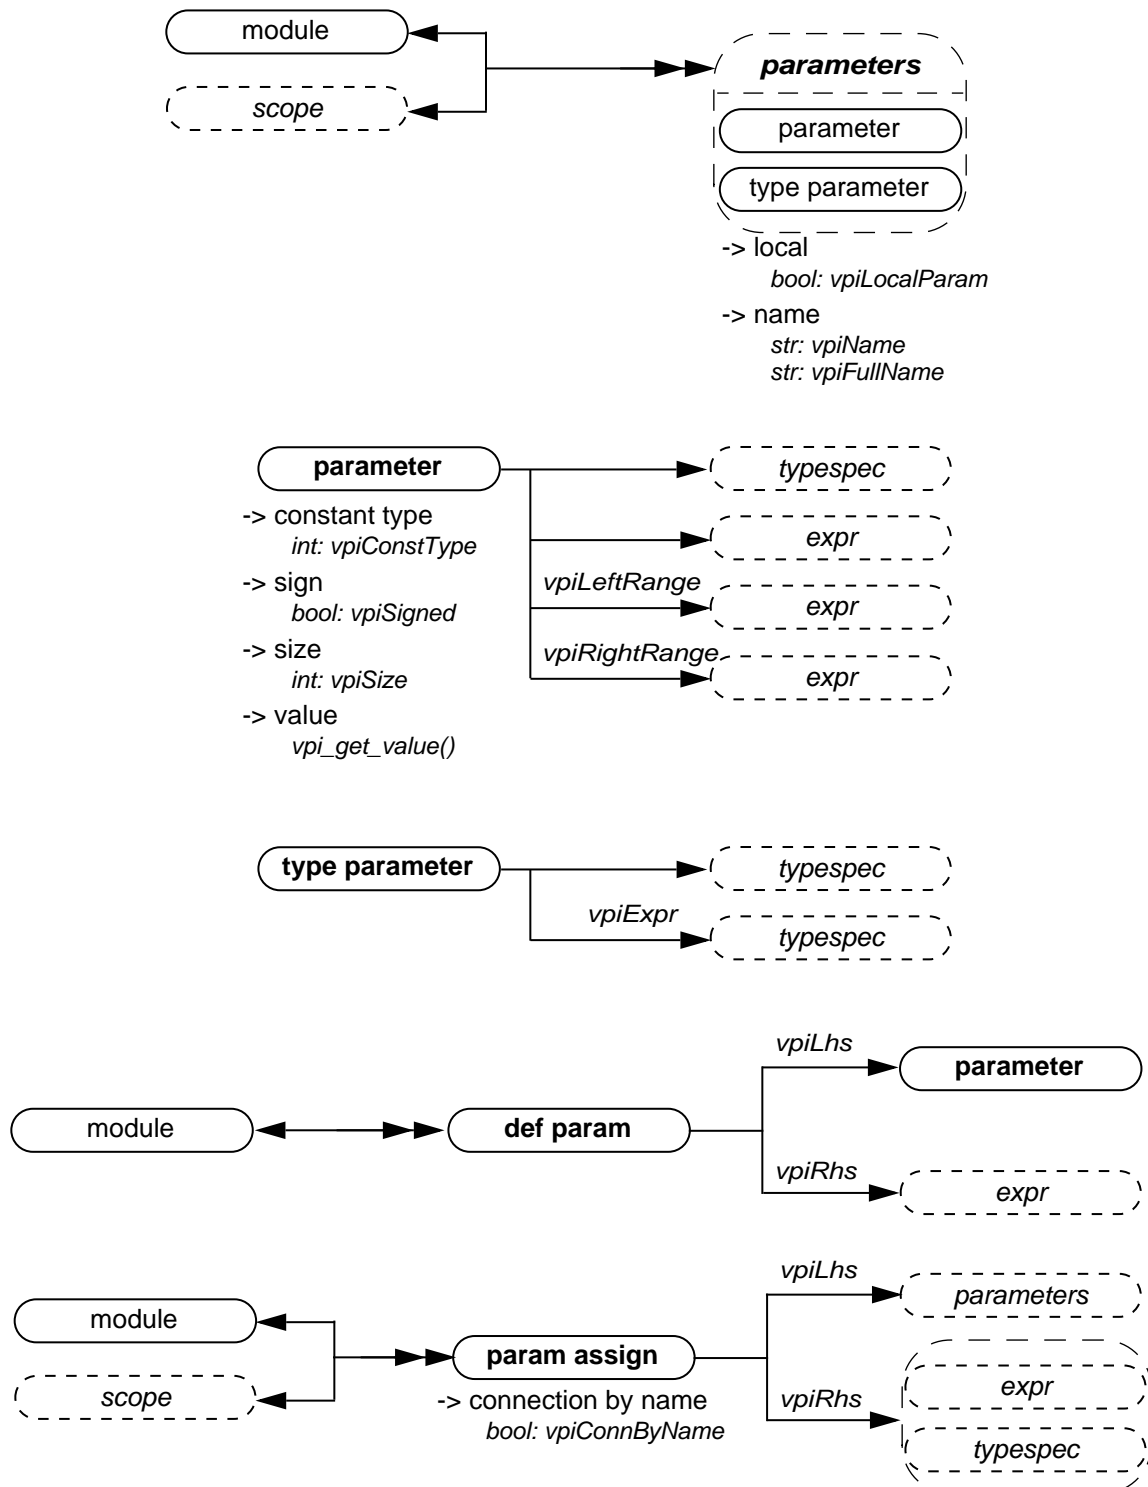 module
scope
parameters
parameter
type parameter
-> local
bool: vpiLocalParam
-> name
str: vpiName
str: vpiFullName
parameter
typespec
-> constant type
int: vpiConstType
expr
-> sign
bool: vpiSigned
vpiLeftRange
expr
-> size
int: vpiSize
vpiRightRange
expr
-> value
vpi_get_value()
type parameter
typespec
vpiExpr
typespec
module
def param
vpiLhs
parameter
vpiRhs
expr
module
scope
param assign
-> connection by name
bool: vpiConnByName
vpiLhs
parameters
vpiRhs
expr
typespec